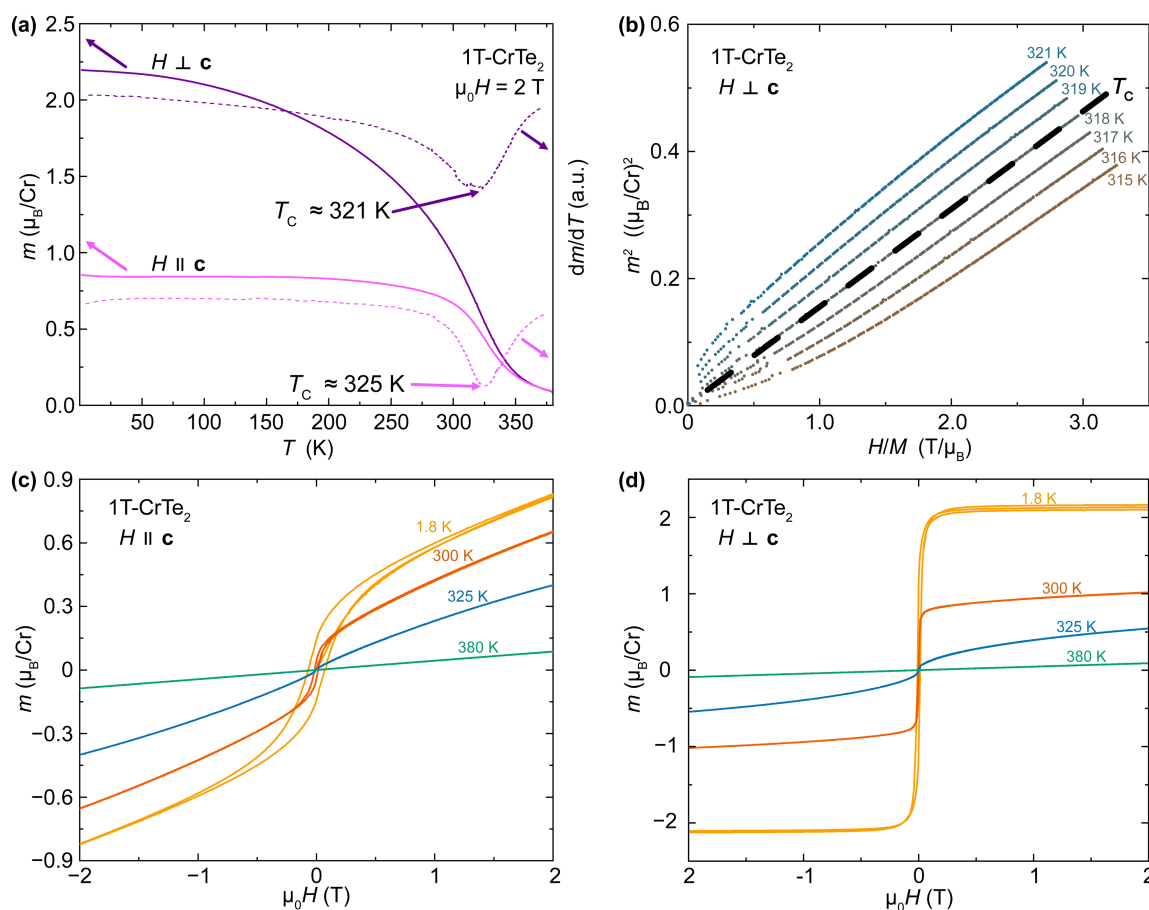 (a)
2.5
2.0
1.5
1.0
0.5
0.0
m (μB/Cr)
H ⊥ c
1T-CrTe2
μ0H = 2 T
TC ≈ 321 K
H ∥ c
TC ≈ 325 K
dm/dT (a.u.)
50 100 150 200 250 300 350
T (K)
(b)
0.6
0.4
0.2
0.0
m2 ((μB/Cr)2
1T-CrTe2
H ⊥ c
321 K
320 K
319 K
TC
318 K
317 K
316 K
315 K
0 1.0 2.0 3.0
H/M (T/μB)
(c)
0.9
0.6
0.3
0
−0.3
−0.6
−0.9
m (μB/Cr)
1T-CrTe2
H ∥ c
1.8 K
300 K
325 K
380 K
−2 −1 0 1 2
μ0H (T)
(d)
2
1
0
−1
−2
m (μB/Cr)
1T-CrTe2
H ⊥ c
1.8 K
300 K
325 K
380 K
2 -1 0 1 2
μ0H (T)